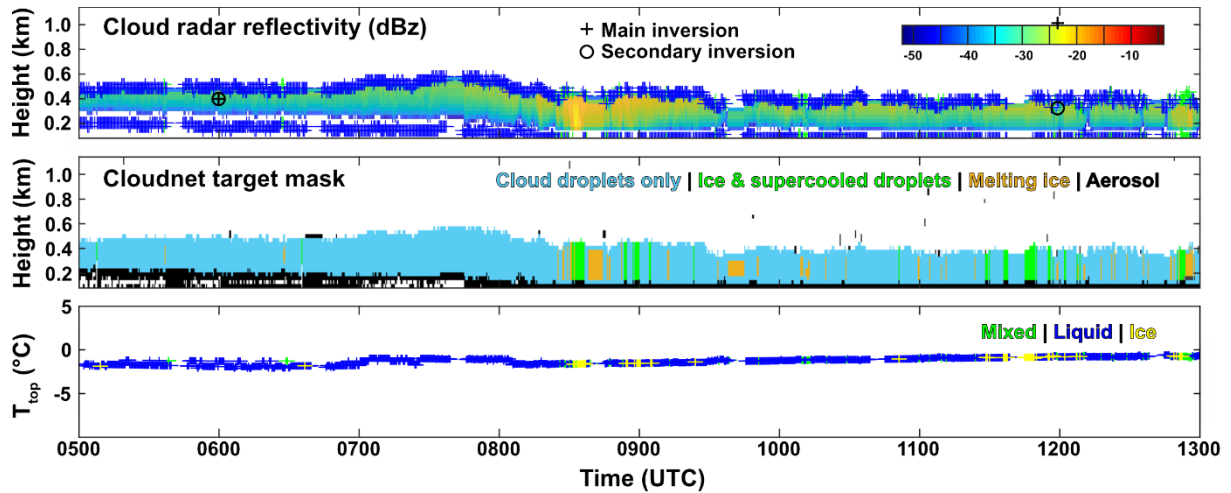 Cloud radar reflectivity (dBz)
+ Main inversion
○ Secondary inversion
-50 -40 -30 -20 -10
Height (km)
1.0
0.8
0.6
0.4
0.2
Cloudnet target mask
Cloud droplets only | Ice & supercooled droplets | Melting ice | Aerosol
Height (km)
1.0
0.8
0.6
0.4
0.2
Mixed | Liquid | Ice
T_top (°C)
5
0
-5
0500 0600 0700 0800 0900 1000 1100 1200 1300
Time (UTC)